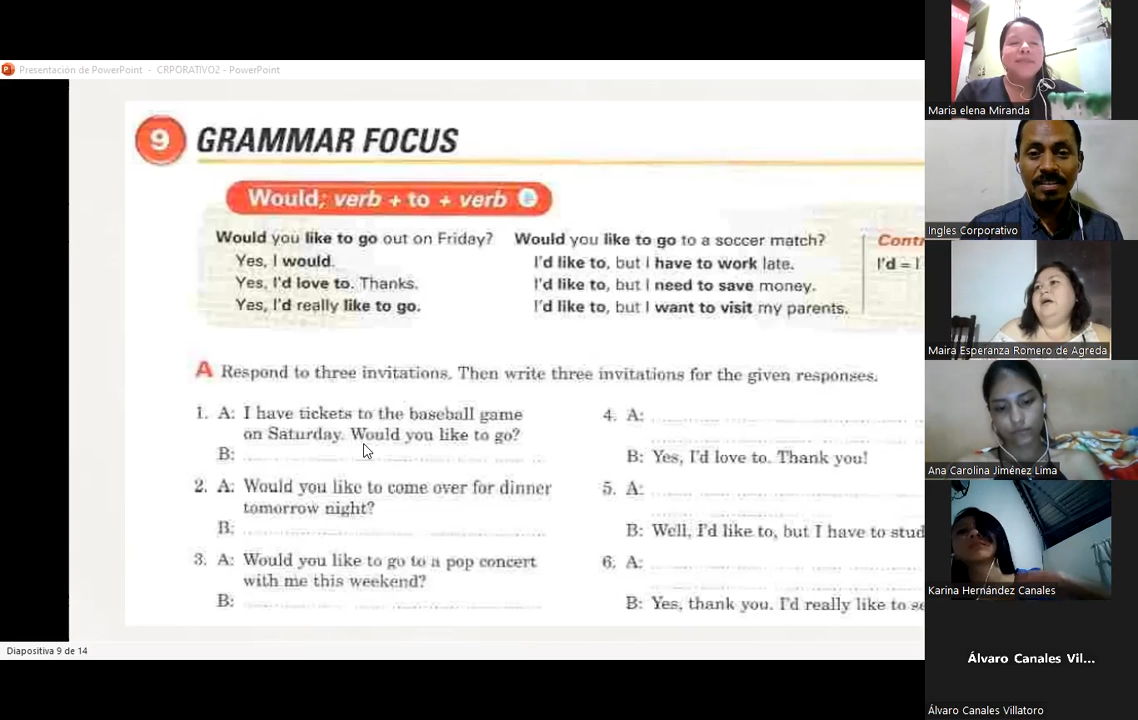 Presentación de PowerPoint - CRPORATIVO2 - PowerPoint
9 GRAMMAR FOCUS
Would; verb + to + verb
Would you like to go out on Friday?
Yes, I would.
Yes, I'd love to. Thanks.
Yes, I'd really like to go.
Would you like to go to a soccer match?
I'd like to, but I have to work late.
I'd like to, but I need to save money.
I'd like to, but I want to visit my parents.
Contr
I'd = I
A Respond to three invitations. Then write three invitations for the given responses.
1. A: I have tickets to the baseball game
on Saturday. Would you like to go?
B:
2. A: Would you like to come over for dinner
tomorrow night?
B:
3. A: Would you like to go to a pop concert
with me this weekend?
B:
4. A:
B: Yes, I'd love to. Thank you!
5. A:
B: Well, I'd like to, but I have to stud
6. A:
B: Yes, thank you. I'd really like to se
Diapositiva 9 de 14
Maria elena Miranda
Ingles Corporativo
Maira Esperanza Romero de Agreda
Ana Carolina Jiménez Lima
Karina Hernández Canales
Álvaro Canales Vil...
Álvaro Canales Villatoro